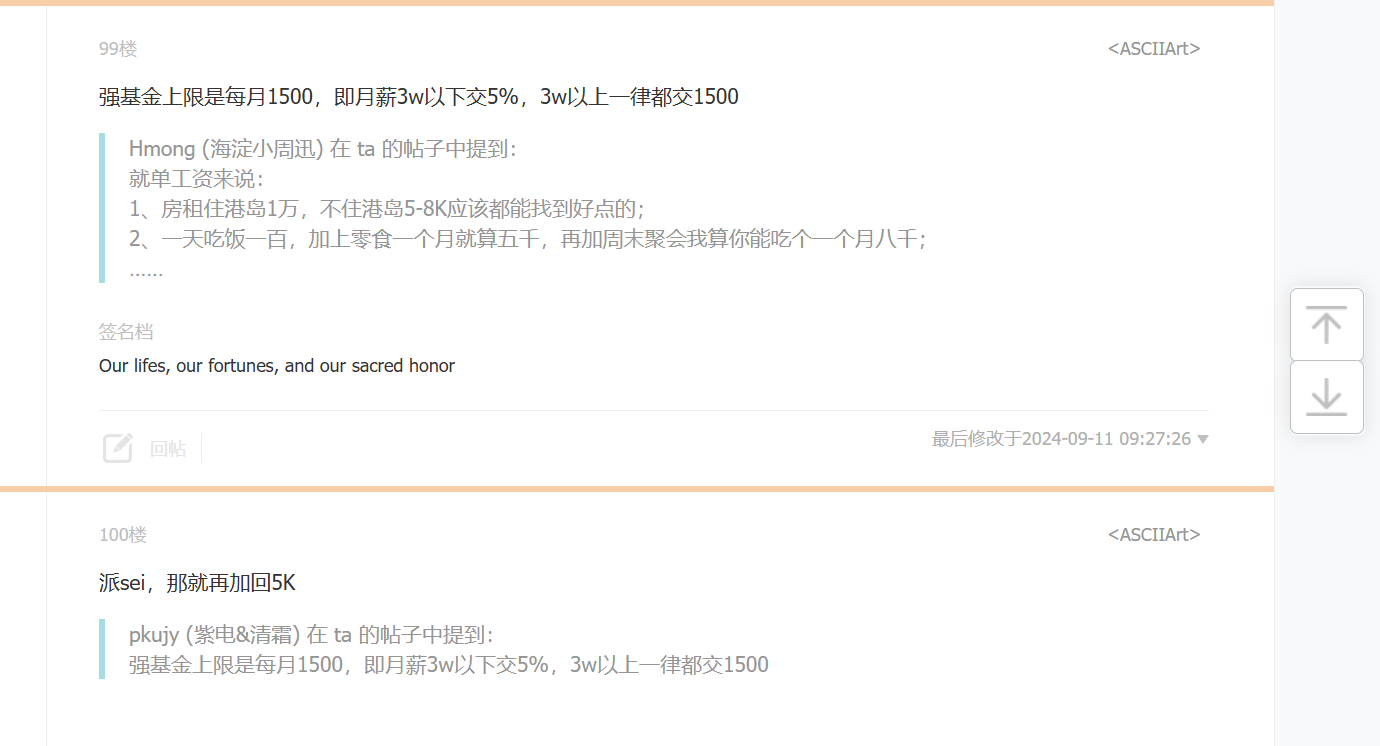 99楼 <ASCIIArt>
强基金上限是每月1500，即月薪3w以下交5%，3w以上一律都交1500
Hmong (海淀小周迅) 在 ta 的帖子中提到：
就单工资来说：
1、房租住港岛1万，不住港岛5-8K应该都能找到好点的；
2、一天吃饭一百，加上零食一个月就算五千，再加周末聚会我算你能吃个一个月八千；
……
签名档
Our lifes, our fortunes, and our sacred honor
回帖 最后修改于2024-09-11 09:27:26
100楼 <ASCIIArt>
派sei，那就再加回5K
pkujy (紫电&清霜) 在 ta 的帖子中提到：
强基金上限是每月1500，即月薪3w以下交5%，3w以上一律都交1500